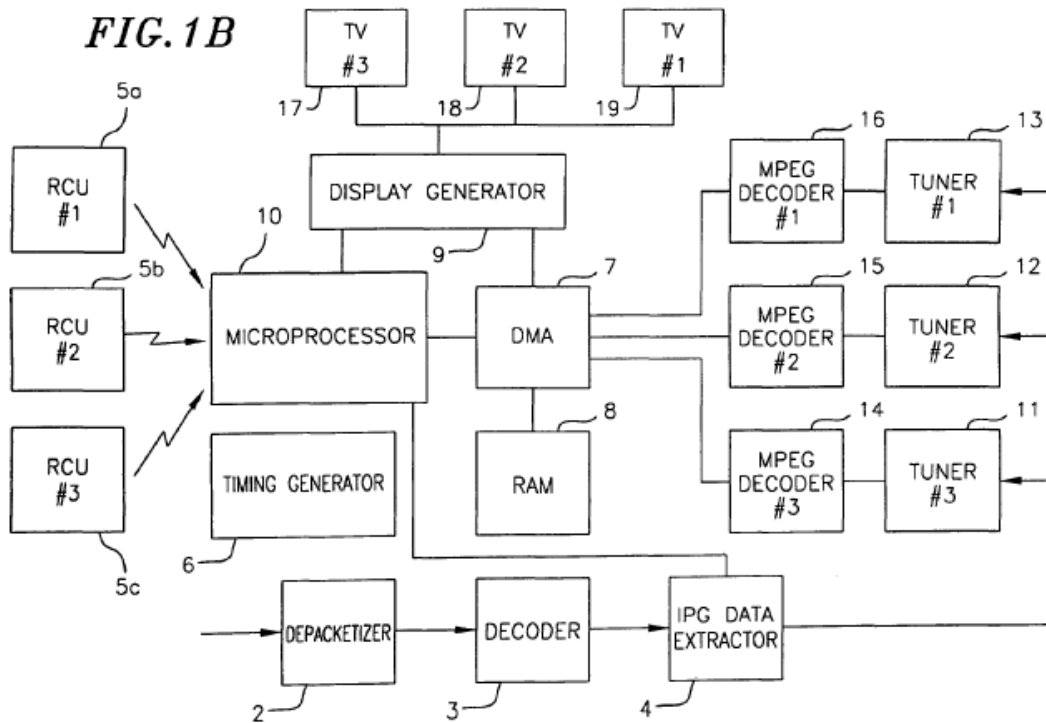 FIG. 1B
TV
#3
TV
#2
TV
#1
17
18
19
5a
RCU
#1
5b
RCU
#2
RCU
#3
5c
DISPLAY GENERATOR
9
10
MICROPROCESSOR
TIMING GENERATOR
6
7
DMA
8
RAM
16
MPEG
DECODER
#1
13
TUNER
#1
15
MPEG
DECODER
#2
12
TUNER
#2
14
MPEG
DECODER
#3
11
TUNER
#3
DEPACKETIZER
2
DECODER
3
IPG DATA
EXTRACTOR
4